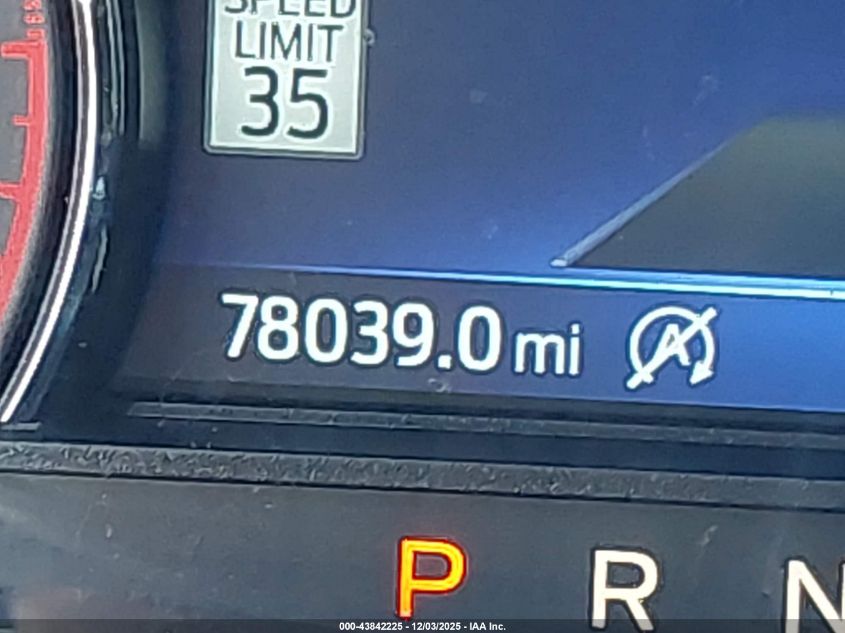 SPEED
LIMIT
35
78039.0 mi
A
P R N
000-43842225 - 12/03/2025 - IAA Inc.